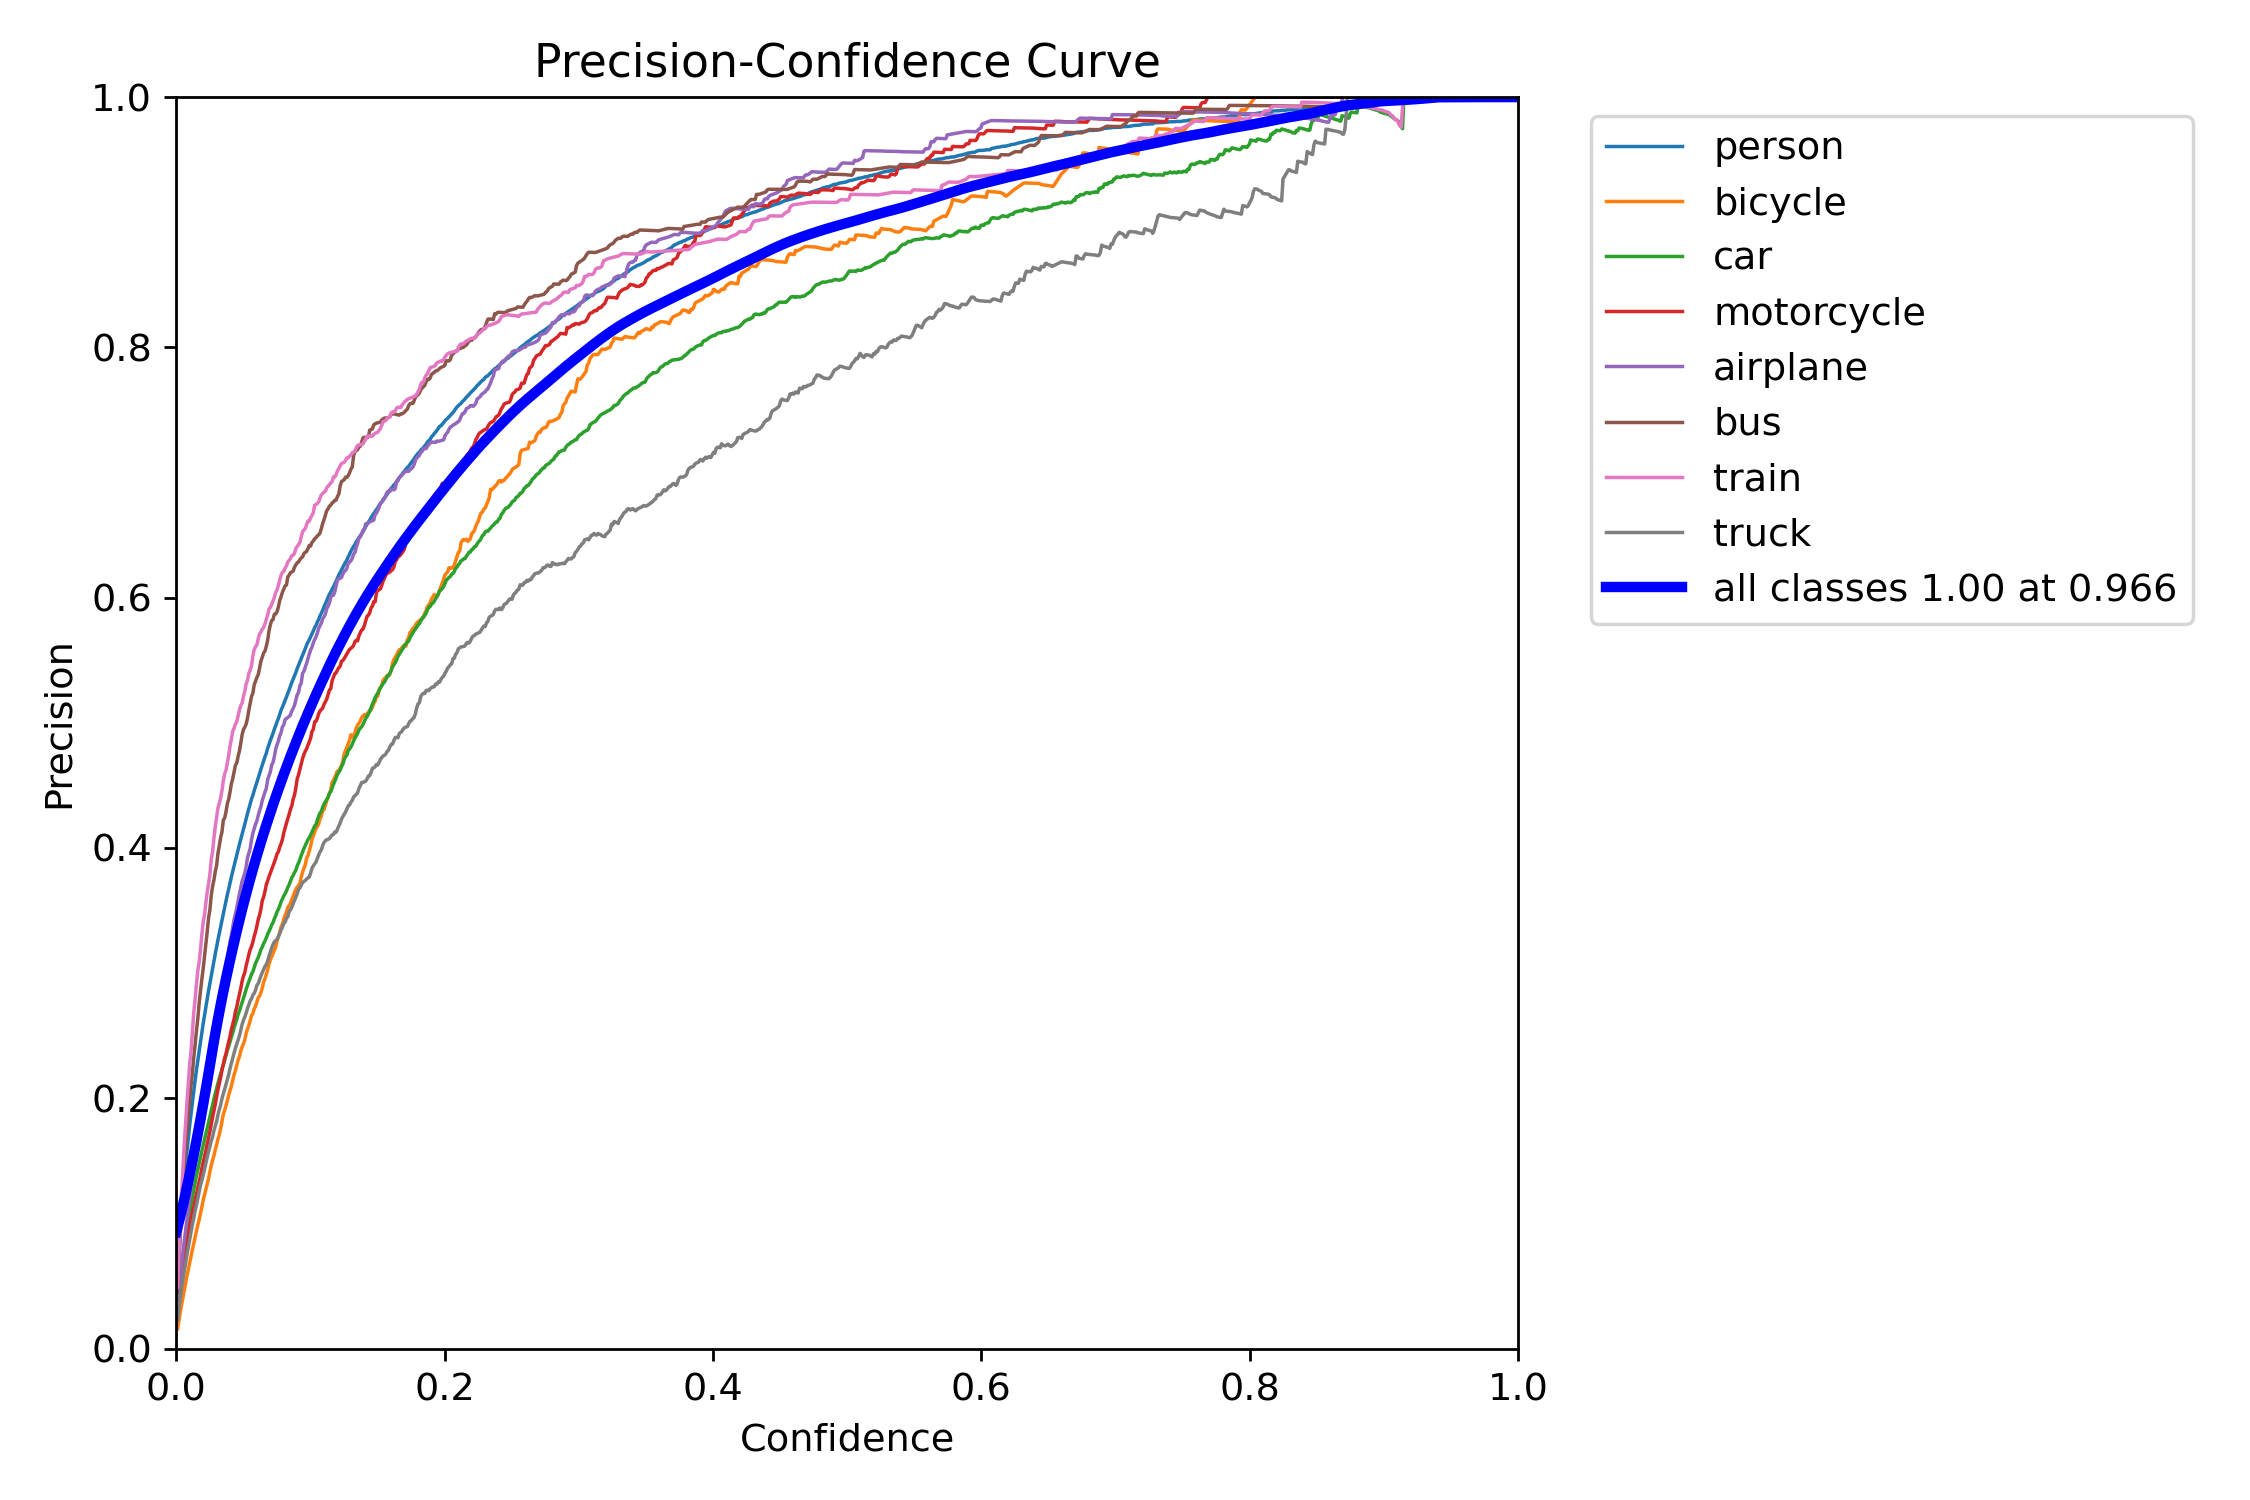 Precision-Confidence Curve
1.0
0.8
0.6
0.4
0.2
0.0
Precision
0.0 0.2 0.4 0.6 0.8 1.0
Confidence
person
bicycle
car
motorcycle
airplane
bus
train
truck
all classes 1.00 at 0.966